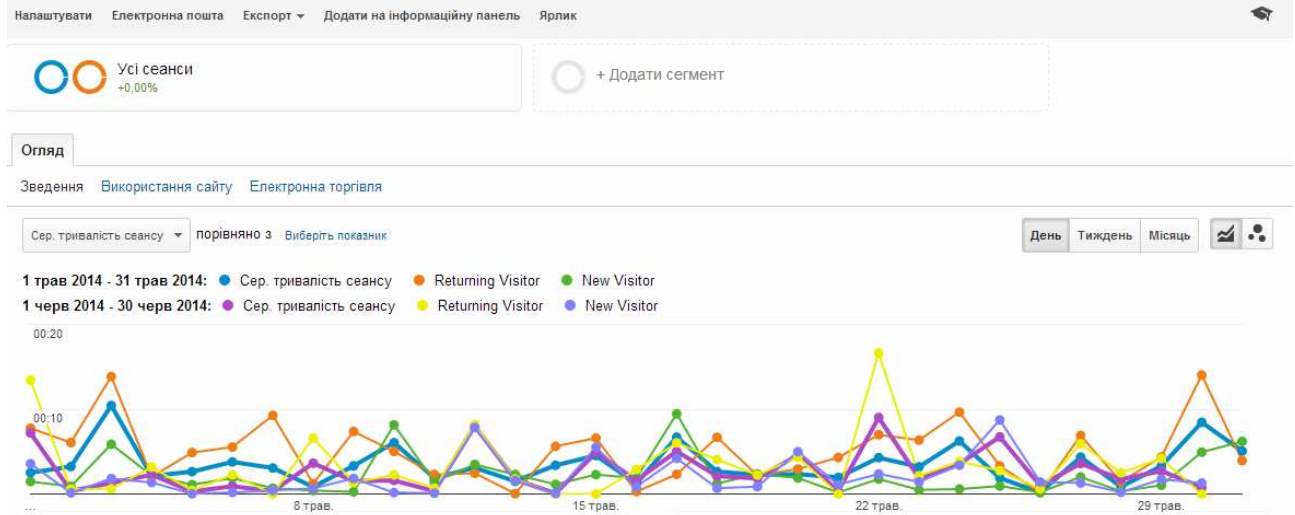 Налаштувати Електронна пошта Експорт Додати на інформаційну панель Ярлик
Усі сеанси
+0,00%
+ Додати сегмент
Огляд
Зведення Використання сайту Електронна торгівля
Сер. тривалість сеансу порівняно з Виберіть показник
День Тиждень Місяць
1 трав 2014 - 31 трав 2014: Сер. тривалість сеансу Returning Visitor New Visitor
1 черв 2014 - 30 черв 2014: Сер. тривалість сеансу Returning Visitor New Visitor
00:20
00:10
... 8 трав. 15 трав. 22 трав. 29 трав.